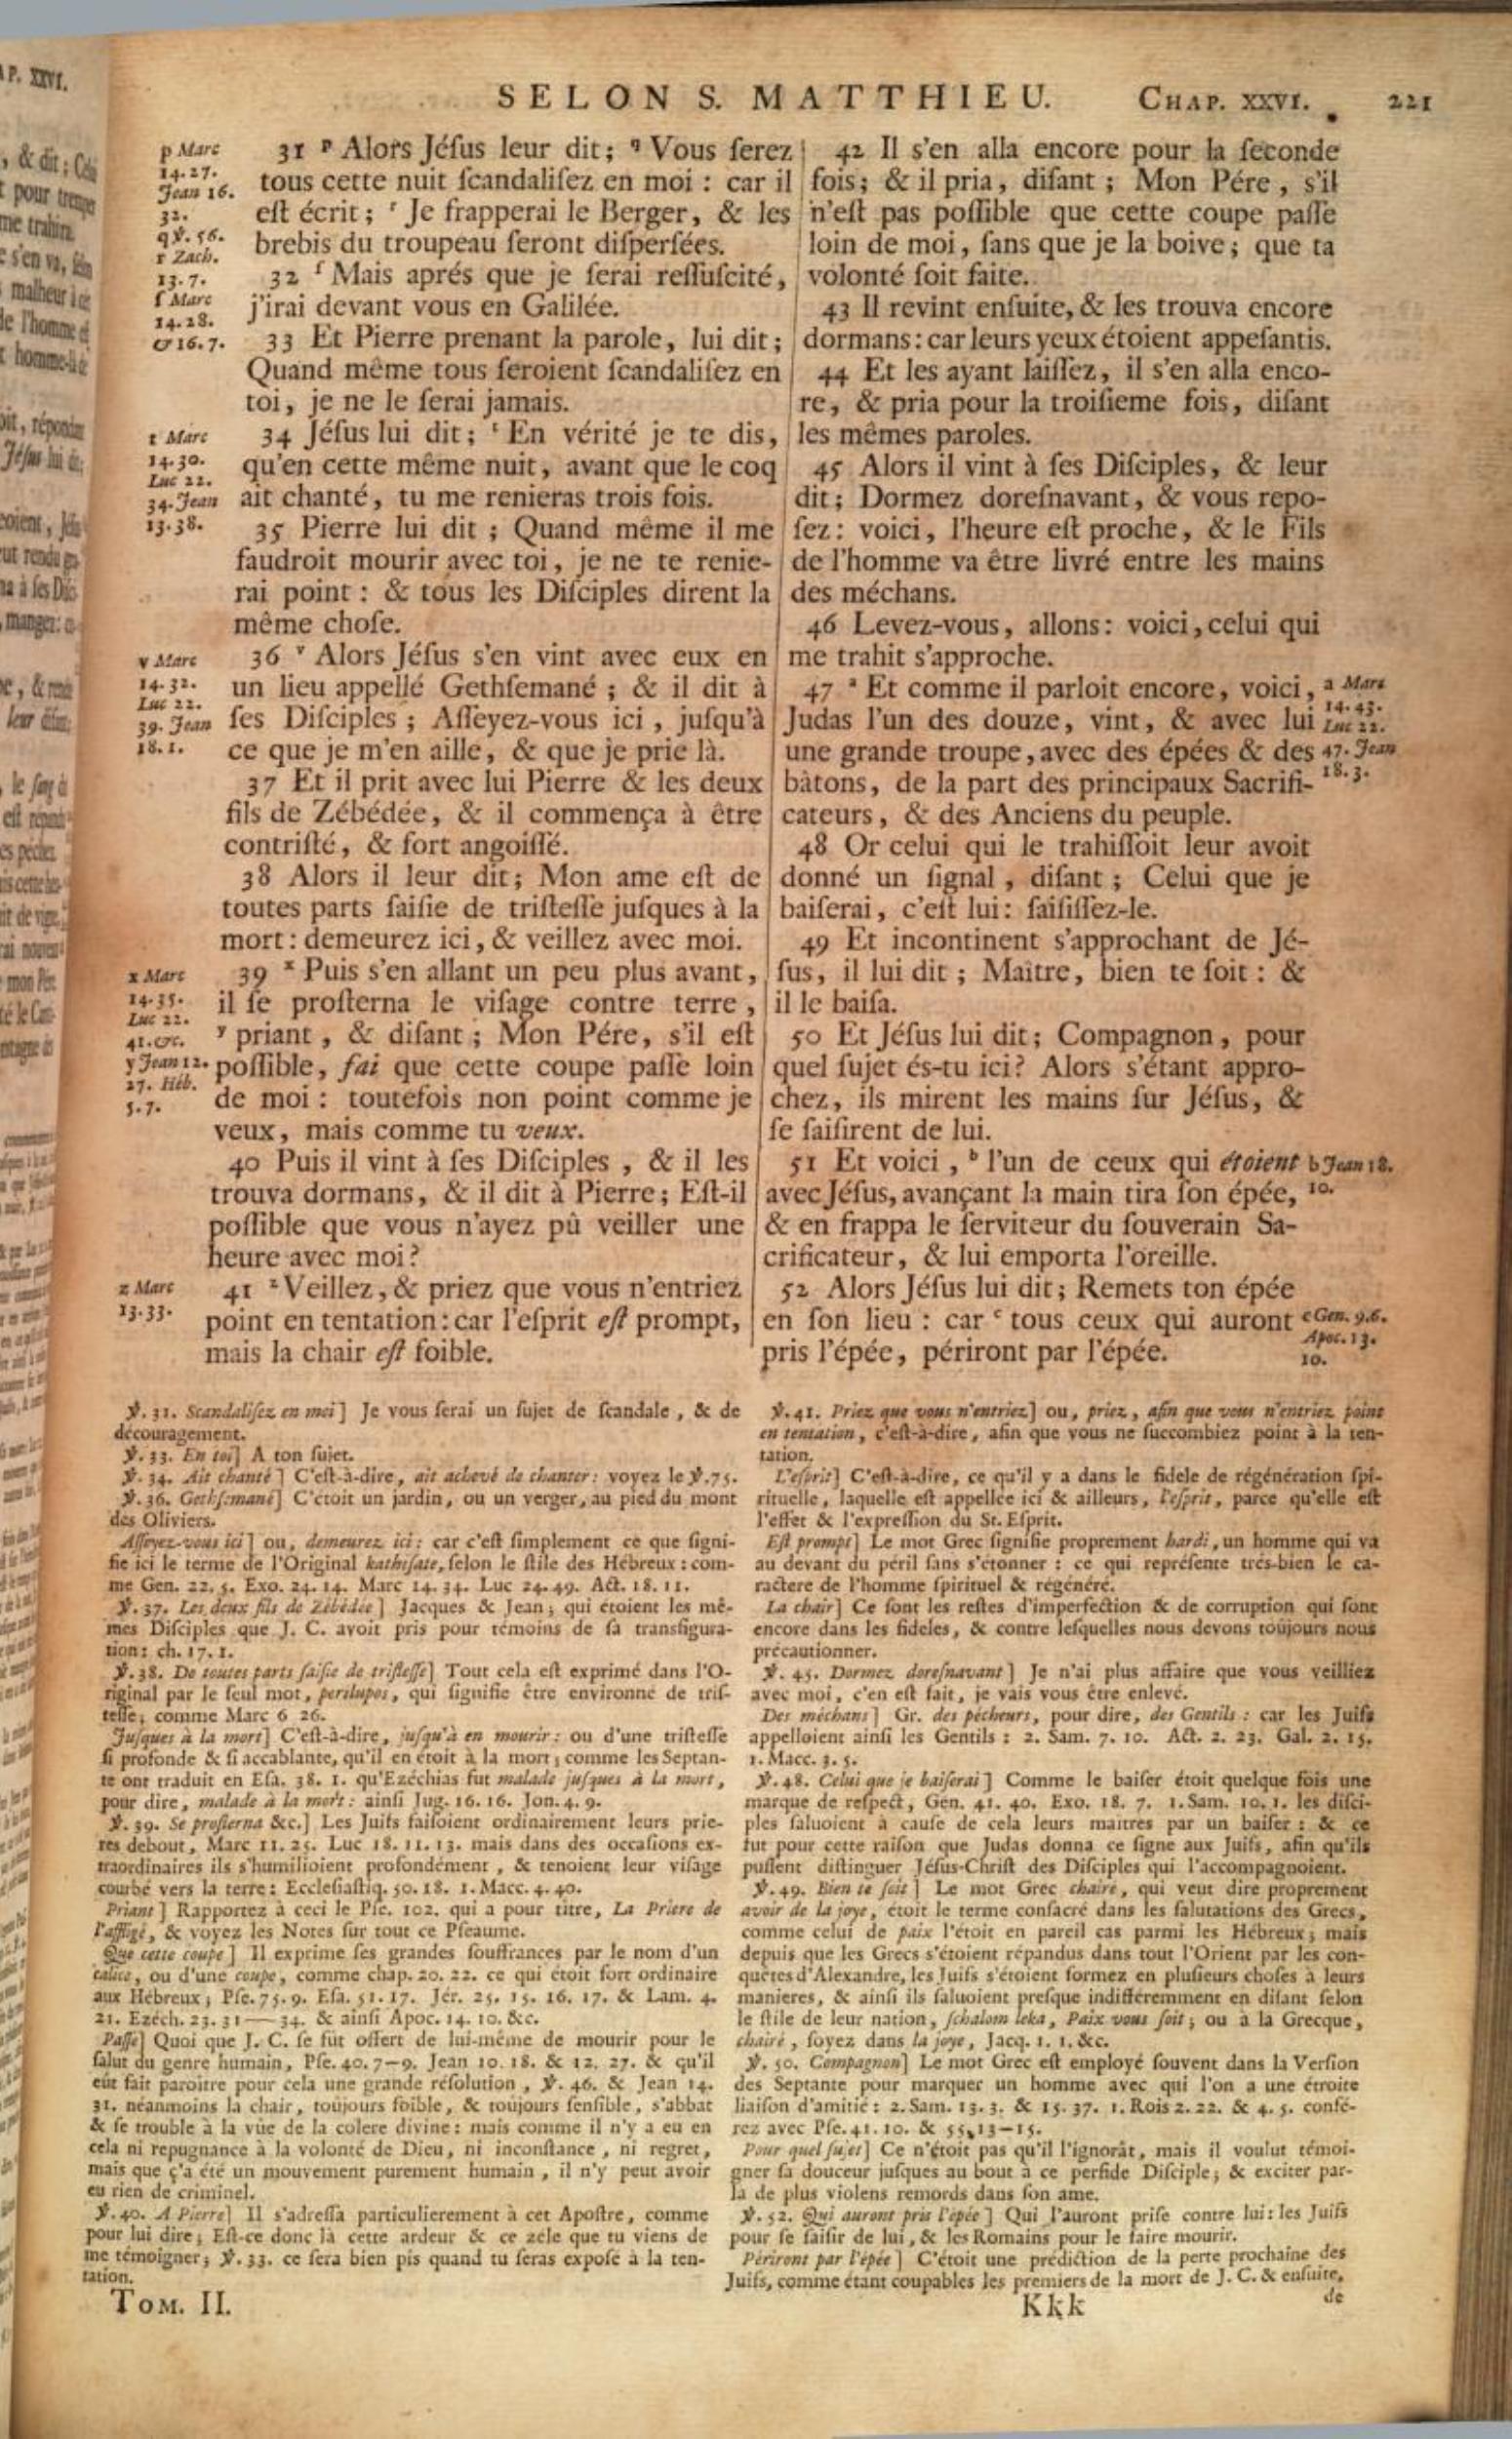 SELON S. MATTHIEU. CHAP. XXVI. 221
p Marc
14.27.
Jean 16.
32.
q ℣. 56.
r Zach.
13.7.
ſ Marc
14.28.
& 16.7.
t Marc
14.30.
Luc 22.
34. Jean
13.38.
v Marc
14.32.
Luc 22.
39. Jean
18.1.
x Marc
14.35.
Luc 22.
41. &c.
y Jean 12.
27. Héb.
5.7.
z Marc
13.33.
31 ᵖ Alors Jéſus leur dit; ᑫ Vous ſerez
tous cette nuit ſcandaliſez en moi : car il
eſt écrit ; ʳ Je frapperai le Berger, & les
brebis du troupeau ſeront diſperſées.
32 ſ Mais aprés que je ſerai reſſuſcité,
j'irai devant vous en Galilée.
33 Et Pierre prenant la parole, lui dit ;
Quand même tous ſeroient ſcandaliſez en
toi, je ne le ſerai jamais.
34 Jéſus lui dit ; ᵗ En vérité je te dis,
qu'en cette même nuit, avant que le coq
ait chanté, tu me renieras trois fois.
35 Pierre lui dit ; Quand même il me
faudroit mourir avec toi, je ne te renie-
rai point : & tous les Diſciples dirent la
même choſe.
36 ᵛ Alors Jéſus s'en vint avec eux en
un lieu appellé Gethſemané ; & il dit à
ſes Diſciples ; Aſſeyez-vous ici, juſqu'à
ce que je m'en aille, & que je prie là.
37 Et il prit avec lui Pierre & les deux
fils de Zébédée, & il commença à être
contriſté, & fort angoiſſé.
38 Alors il leur dit; Mon ame eſt de
toutes parts ſaiſie de triſteſſe juſques à la
mort : demeurez ici, & veillez avec moi.
39 ˣ Puis s'en allant un peu plus avant,
il ſe proſterna le viſage contre terre,
ʸ priant, & diſant ; Mon Pére, s'il eſt
poſſible, fai que cette coupe paſſe loin
de moi : toutefois non point comme je
veux, mais comme tu veux.
40 Puis il vint à ſes Diſciples, & il les
trouva dormans, & il dit à Pierre; Eſt-il
poſſible que vous n'ayez pû veiller une
heure avec moi?
41 ᶻ Veillez, & priez que vous n'entriez
point en tentation : car l'eſprit eſt prompt,
mais la chair eſt foible.
42 Il s'en alla encore pour la ſeconde
fois; & il pria, diſant ; Mon Pére, s'il
n'eſt pas poſſible que cette coupe paſſe
loin de moi, ſans que je la boive; que ta
volonté ſoit faite.
43 Il revint enſuite, & les trouva encore
dormans : car leurs yeux étoient appeſantis.
44 Et les ayant laiſſez, il s'en alla enco-
re, & pria pour la troiſieme fois, diſant
les mêmes paroles.
45 Alors il vint à ſes Diſciples, & leur
dit; Dormez doreſnavant, & vous repo-
ſez : voici, l'heure eſt proche, & le Fils
de l'homme va être livré entre les mains
des méchans.
46 Levez-vous, allons : voici, celui qui
me trahit s'approche.
47 ᵃ Et comme il parloit encore, voici,
Judas l'un des douze, vint, & avec lui
une grande troupe, avec des épées & des
bâtons, de la part des principaux Sacrifi-
cateurs, & des Anciens du peuple.
48 Or celui qui le trahiſſoit leur avoit
donné un ſignal, diſant ; Celui que je
baiſerai, c'eſt lui : ſaiſiſſez-le.
49 Et incontinent s'approchant de Jé-
ſus, il lui dit ; Maître, bien te ſoit : &
il le baiſa.
50 Et Jéſus lui dit; Compagnon, pour
quel ſujet és-tu ici? Alors s'étant appro-
chez, ils mirent les mains ſur Jéſus, &
ſe ſaiſirent de lui.
51 Et voici, ᵇ l'un de ceux qui étoient
avec Jéſus, avançant la main tira ſon épée,
& en frappa le ſerviteur du ſouverain Sa-
crificateur, & lui emporta l'oreille.
52 Alors Jéſus lui dit; Remets ton épée
en ſon lieu : car ᶜ tous ceux qui auront
pris l'épée, périront par l'épée.
a Marc
14.43.
Luc 22.
47. Jean
18.3.
b Jean 18.
10.
c Gen. 9.6.
Apoc. 13.
10.
℣. 31. Scandaliſez en moi] Je vous ſerai un ſujet de ſcandale, & de
découragement.
℣. 33. En toi] A ton ſujet.
℣. 34. Ait chanté] C'eſt-à-dire, ait achevé de chanter : voyez le ℣. 75.
℣. 36. Gethſemané] C'étoit un jardin, ou un verger, au pied du mont
des Oliviers.
Aſſeyez-vous ici] ou, demeurez ici : car c'eſt ſimplement ce que ſigni-
fie ici le terme de l'Original kathiſate, ſelon le ſtile des Hébreux : com-
me Gen. 22. 5. Exo. 24. 14. Marc 14. 34. Luc 24. 49. Act. 18. 11.
℣. 37. Les deux fils de Zébédée] Jacques & Jean; qui étoient les mê-
mes Diſciples que J. C. avoit pris pour témoins de ſa transfigura-
tion : ch. 17. 1.
℣. 38. De toutes parts ſaiſie de triſteſſe] Tout cela eſt exprimé dans l'O-
riginal par le ſeul mot, perilupos, qui ſignifie être environné de triſ-
teſſe; comme Marc 6 26.
Juſques à la mort] C'eſt-à-dire, juſqu'à en mourir : ou d'une triſteſſe
ſi profonde & ſi accablante, qu'il en étoit à la mort; comme les Septan-
te ont traduit en Eſa. 38. 1. qu'Ezéchias fut malade juſques à la mort,
pour dire, malade à la mort : ainſi Jug. 16. 16. Jon. 4. 9.
℣. 39. Se proſterna &c.] Les Juifs faiſoient ordinairement leurs prie-
res debout, Marc 11. 25. Luc 18. 11. 13. mais dans des occaſions ex-
traordinaires ils s'humilioient profondément, & tenoient leur viſage
courbé vers la terre : Eccleſiaſtiq. 50. 18. 1. Macc. 4. 40.
Priant] Rapportez à ceci le Pſe. 102. qui a pour titre, La Priere de
l'affligé, & voyez les Notes ſur tout ce Pſeaume.
Que cette coupe] Il exprime ſes grandes ſouffrances par le nom d'un
calice, ou d'une coupe, comme chap. 20. 22. ce qui étoit fort ordinaire
aux Hébreux; Pſe. 75. 9. Eſa. 51. 17. Jér. 25. 15. 16. 17. & Lam. 4.
21. Ezéch. 23. 31—34. & ainſi Apoc. 14. 10. &c.
Paſſe] Quoi que J. C. ſe fût offert de lui-même de mourir pour le
ſalut du genre humain, Pſe. 40. 7—9. Jean 10. 18. & 12. 27. & qu'il
eût fait paroître pour cela une grande réſolution, ℣. 46. & Jean 14.
31. néanmoins la chair, toûjours foible, & toûjours ſenſible, s'abbat
& ſe trouble à la vûe de la colere divine : mais comme il n'y a eu en
cela ni repugnance à la volonté de Dieu, ni inconſtance, ni regret,
mais que ç'a été un mouvement purement humain, il n'y peut avoir
eu rien de criminel.
℣. 40. A Pierre] Il s'adreſſa particulierement à cet Apoſtre, comme
pour lui dire; Eſt-ce donc là cette ardeur & ce zéle que tu viens de
me témoigner; ℣. 33. ce ſera bien pis quand tu ſeras expoſé à la ten-
tation.
℣. 41. Priez que vous n'entriez] ou, priez, afin que vous n'entriez point
en tentation, c'eſt-à-dire, afin que vous ne ſuccombiez point à la ten-
tation.
L'eſprit] C'eſt-à-dire, ce qu'il y a dans le fidele de régénération ſpi-
rituelle, laquelle eſt appellée ici & ailleurs, l'eſprit, parce qu'elle eſt
l'effet & l'expreſſion du St. Eſprit.
Eſt prompt] Le mot Grec ſignifie proprement hardi, un homme qui va
au devant du péril ſans s'étonner : ce qui repréſente trés-bien le ca-
ractere de l'homme ſpirituel & régénéré.
La chair] Ce ſont les reſtes d'imperfection & de corruption qui ſont
encore dans les fideles, & contre leſquelles nous devons toûjours nous
précautionner.
℣. 45. Dormez doreſnavant] Je n'ai plus affaire que vous veilliez
avec moi, c'en eſt fait, je vais vous être enlevé.
Des méchans] Gr. des pécheurs, pour dire, des Gentils : car les Juifs
appelloient ainſi les Gentils : 2. Sam. 7. 10. Act. 2. 23. Gal. 2. 15.
1. Macc. 3. 5.
℣. 48. Celui que je baiſerai] Comme le baiſer étoit quelque fois une
marque de reſpect, Gén. 41. 40. Exo. 18. 7. 1. Sam. 10. 1. les diſci-
ples ſaluoient à cauſe de cela leurs maîtres par un baiſer : & ce
fut pour cette raiſon que Judas donna ce ſigne aux Juifs, afin qu'ils
puſſent diſtinguer Jéſus-Chriſt des Diſciples qui l'accompagnoient.
℣. 49. Bien te ſoit] Le mot Grec chairé, qui veut dire proprement
avoir de la joye, étoit le terme conſacré dans les ſalutations des Grecs,
comme celui de paix l'étoit en pareil cas parmi les Hébreux; mais
depuis que les Grecs s'étoient répandus dans tout l'Orient par les con-
quêtes d'Alexandre, les Juifs s'étoient formez en pluſieurs choſes à leurs
manieres, & ainſi ils ſaluoient preſque indifféremment en diſant ſelon
le ſtile de leur nation, ſchalom leka, Paix vous ſoit; ou à la Grecque,
chairé, ſoyez dans la joye, Jacq. 1. 1. &c.
℣. 50. Compagnon] Le mot Grec eſt employé ſouvent dans la Verſion
des Septante pour marquer un homme avec qui l'on a une étroite
liaiſon d'amitié : 2. Sam. 13. 3. & 15. 37. 1. Rois 2. 22. & 4. 5. confé-
rez avec Pſe. 41. 10. & 55. 13—15.
Pour quel ſujet] Ce n'étoit pas qu'il l'ignorât, mais il voulut témoi-
gner ſa douceur juſques au bout à ce perfide Diſciple; & exciter par-
là de plus violens remords dans ſon ame.
℣. 52. Qui auront pris l'épée] Qui l'auront priſe contre lui : les Juifs
pour ſe ſaiſir de lui, & les Romains pour le faire mourir.
Périront par l'épée] C'étoit une prédiction de la perte prochaine des
Juifs, comme étant coupables les premiers de la mort de J. C. & enſuite,
de
TOM. II. Kkk